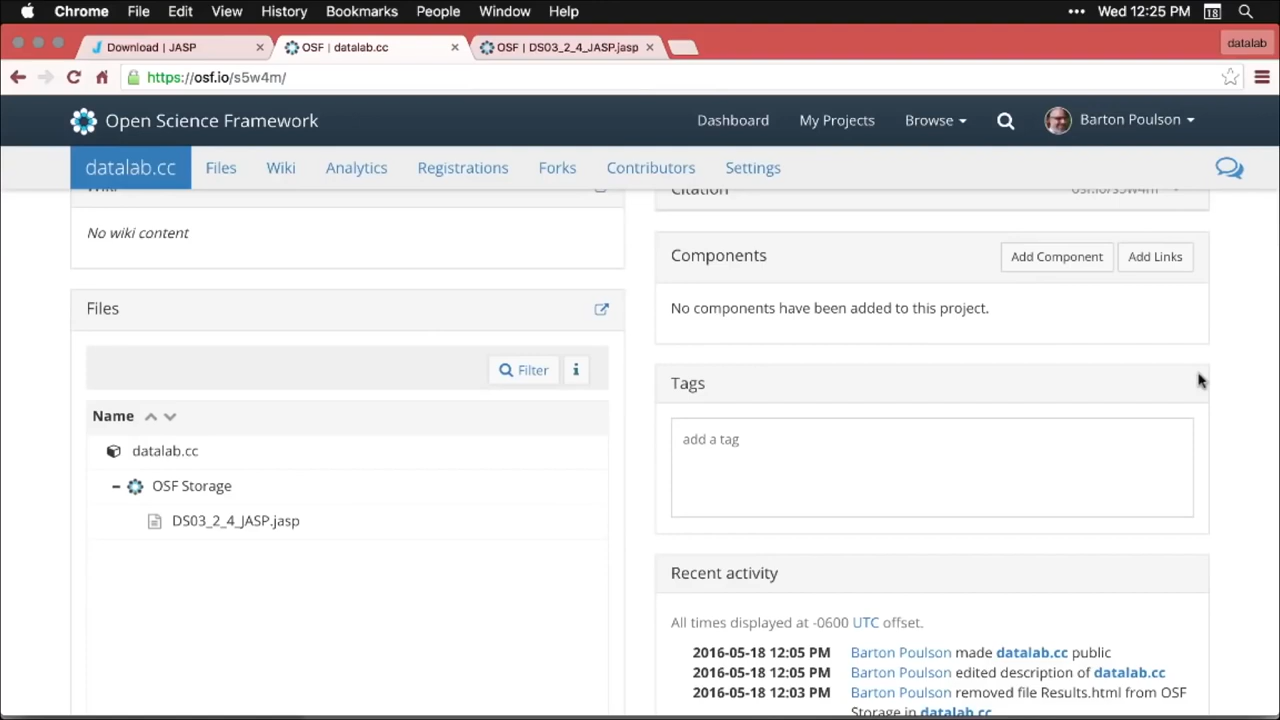 Chrome File Edit View History Bookmarks People Window Help ••• Wed 12:25 PM 18
Download | JASP × OSF | datalab.cc × OSF | DS03_2_4_JASP.jasp × datalab
https://osf.io/s5w4m/
Open Science Framework Dashboard My Projects Browse Barton Poulson
datalab.cc Files Wiki Analytics Registrations Forks Contributors Settings
Wiki
No wiki content
Files
Filter i
Name
datalab.cc
OSF Storage
DS03_2_4_JASP.jasp
Citation osf.io/s5w4m
Components Add Component Add Links
No components have been added to this project.
Tags
add a tag
Recent activity
All times displayed at -0600 UTC offset.
2016-05-18 12:05 PM Barton Poulson made datalab.cc public
2016-05-18 12:05 PM Barton Poulson edited description of datalab.cc
2016-05-18 12:03 PM Barton Poulson removed file Results.html from OSF
Storage in datalab.cc